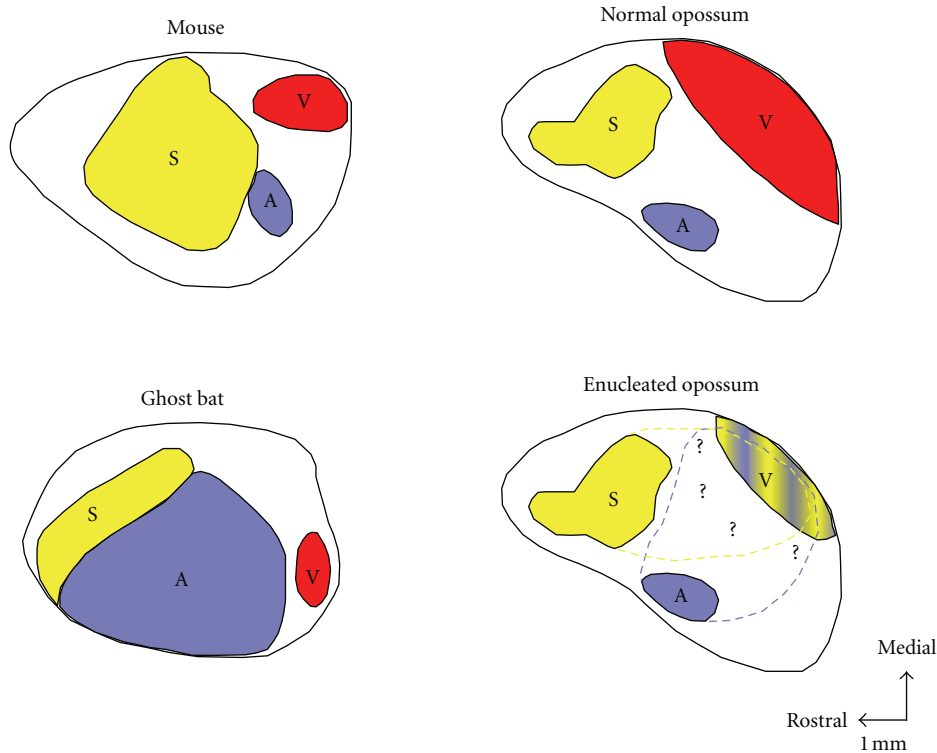 Mouse
S
V
A
Normal opossum
S
V
A
Ghost bat
S
A
V
Enucleated opossum
S
V
A
?
?
?
?
Medial
Rostral
1 mm